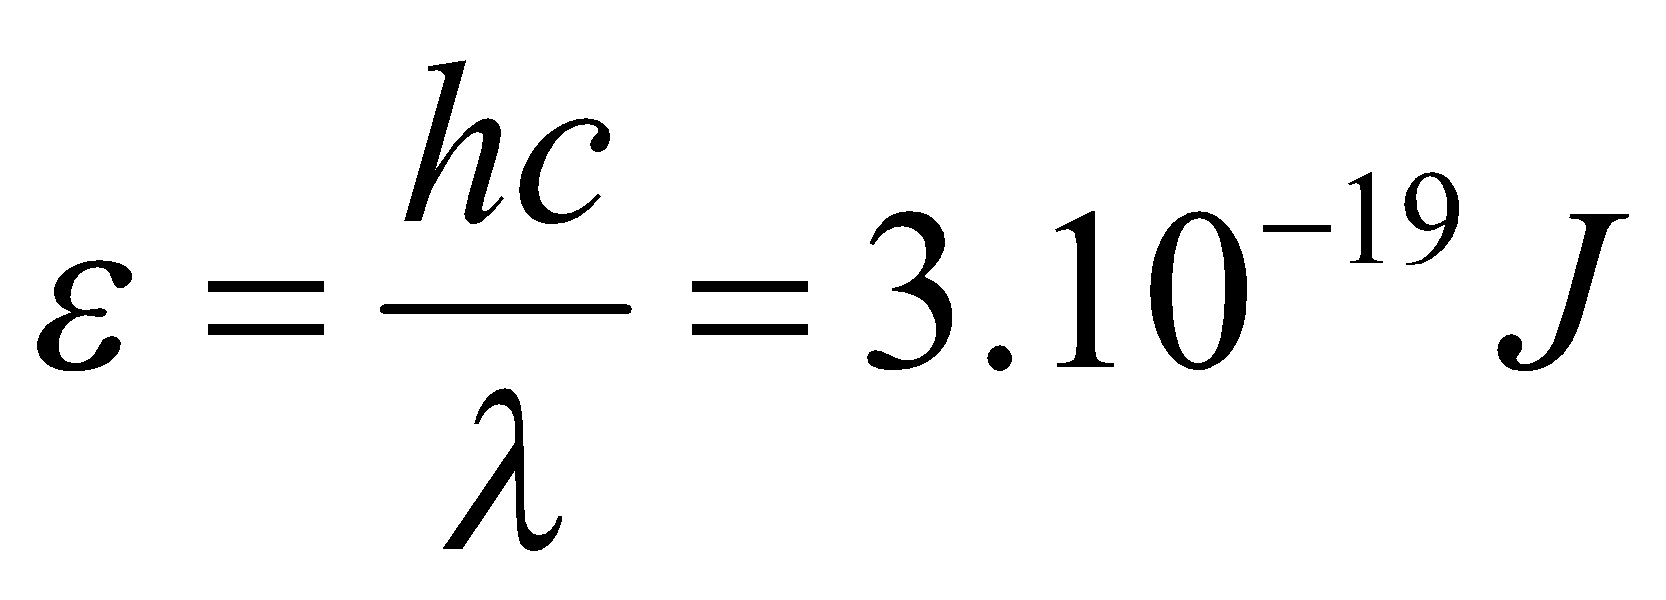 ε = hc/λ = 3.10⁻¹⁹ J